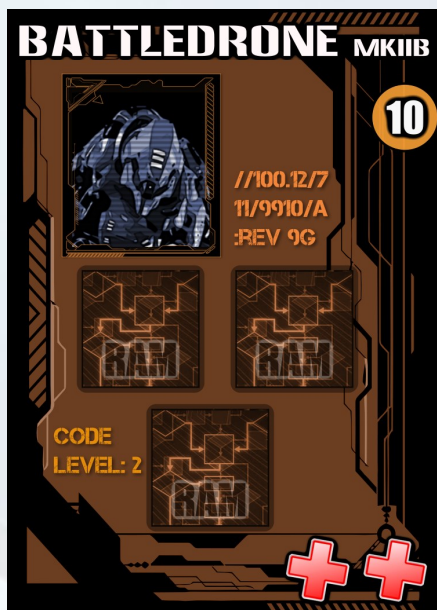 BATTLEDRONE MKIIB
10
//100.12/7
11/9910/A
:REV 9G
RAM
RAM
CODE
LEVEL: 2
RAM